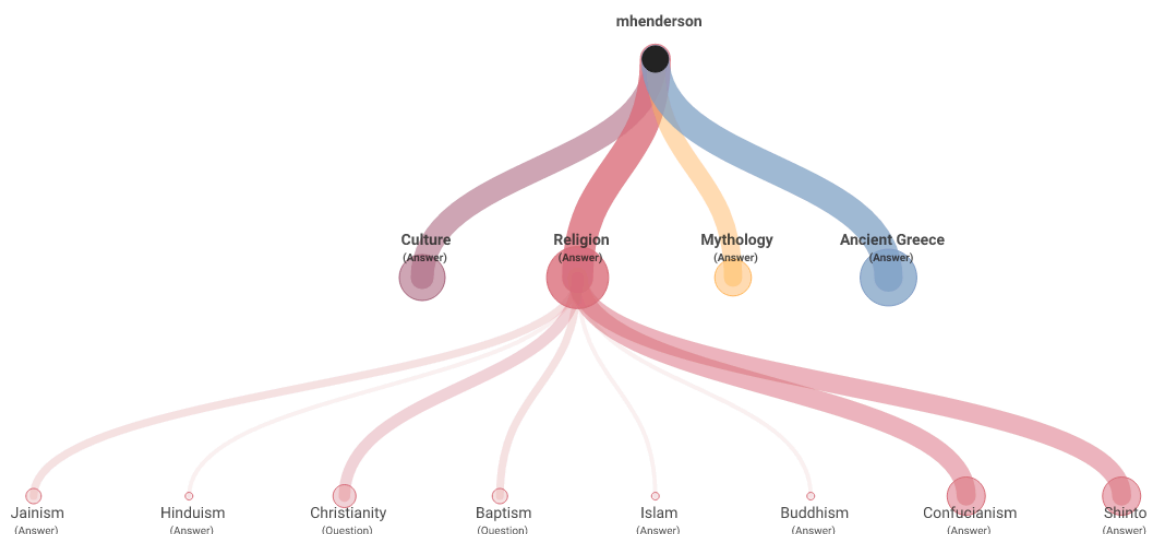 mhenderson
Culture
(Answer)
Religion
(Answer)
Mythology
(Answer)
Ancient Greece
(Answer)
Jainism
(Answer)
Hinduism
(Answer)
Christianity
(Question)
Baptism
(Question)
Islam
(Answer)
Buddhism
(Answer)
Confucianism
(Answer)
Shinto
(Answer)